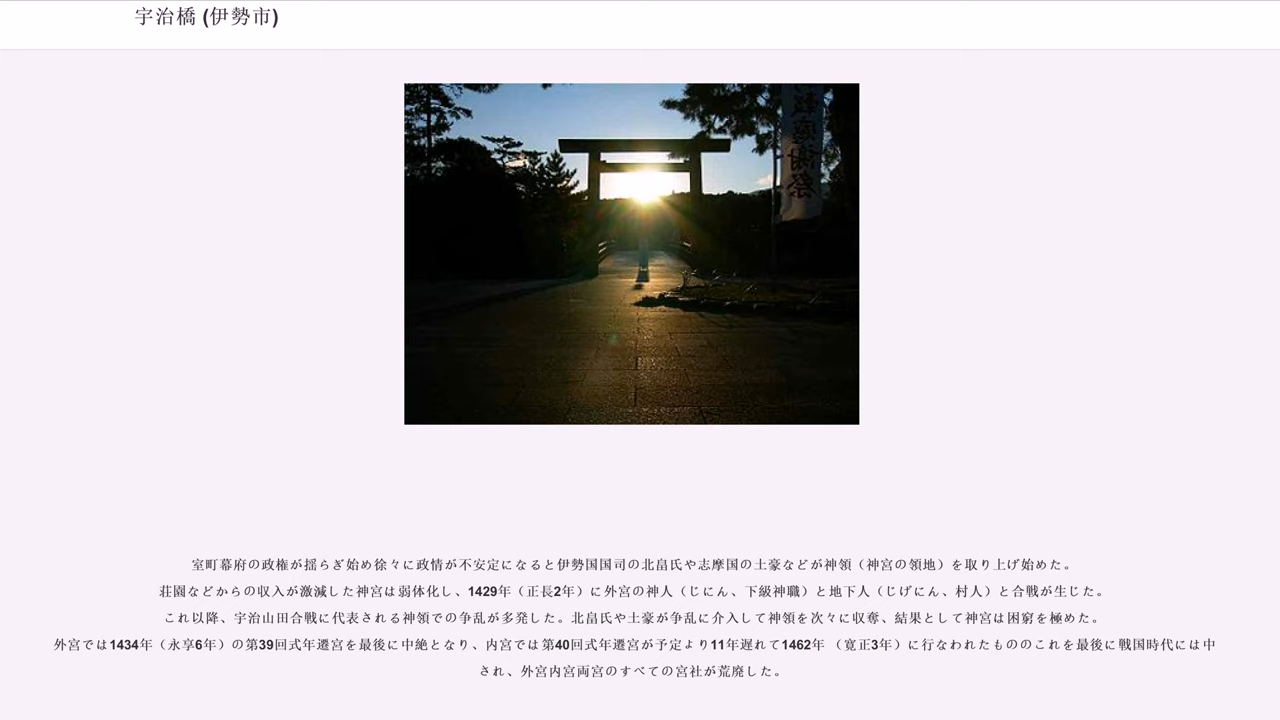 宇治橋 (伊勢市)
室町幕府の政権が揺らぎ始め徐々に政情が不安定になると伊勢国国司の北畠氏や志摩国の土豪などが神領（神宮の領地）を取り上げ始めた。
荘園などからの収入が激減した神宮は弱体化し、1429年（正長2年）に外宮の神人（じにん、下級神職）と地下人（じげにん、村人）と合戦が生じた。
これ以降、宇治山田合戦に代表される神領での争乱が多発した。北畠氏や土豪が争乱に介入して神領を次々に収奪、結果として神宮は困窮を極めた。
外宮では1434年（永享6年）の第39回式年遷宮を最後に中絶となり、内宮では第40回式年遷宮が予定より11年遅れて1462年 （寛正3年）に行なわれたもののこれを最後に戦国時代には中
され、外宮内宮両宮のすべての宮社が荒廃した。